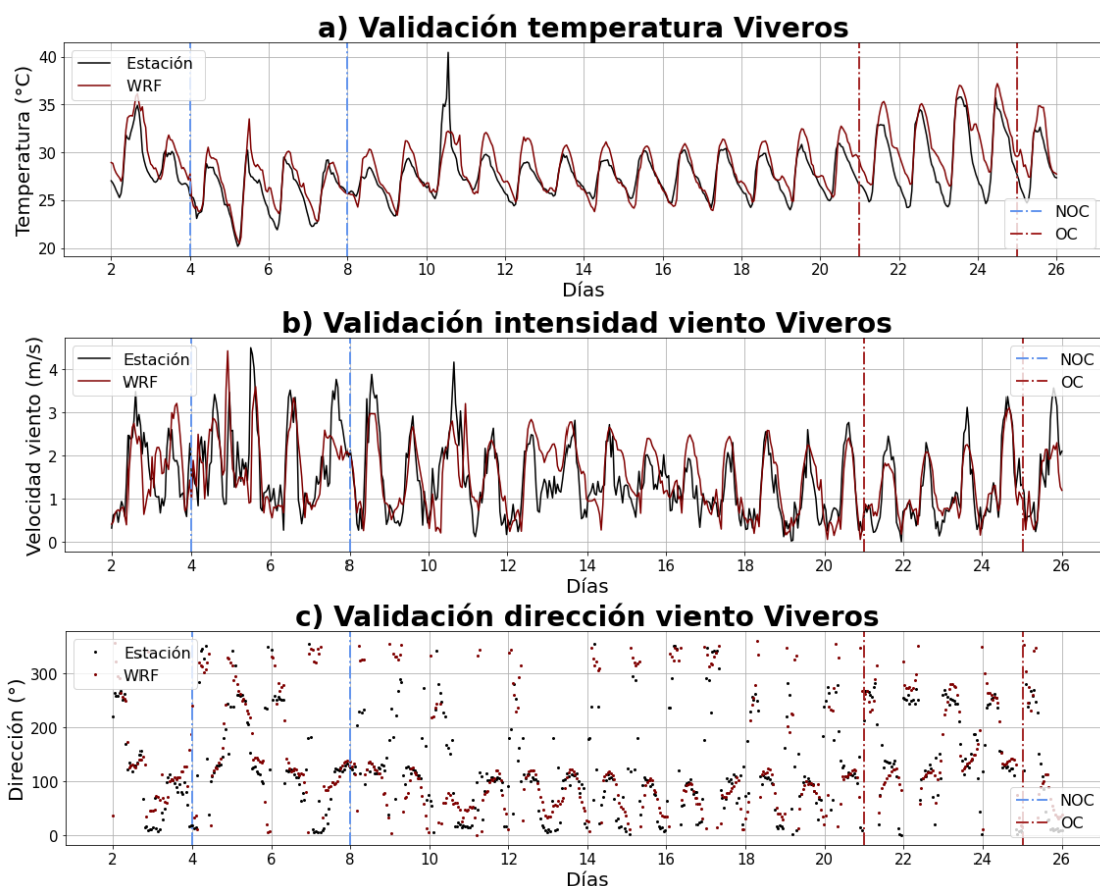 a) Validación temperatura Viveros
Temperatura (°C)
40
35
30
25
20
Estación
WRF
NOC
OC
2 4 6 8 10 12 14 16 18 20 22 24 26
Días
b) Validación intensidad viento Viveros
Velocidad viento (m/s)
4
3
2
1
0
Estación
WRF
NOC
OC
2 4 6 8 10 12 14 16 18 20 22 24 26
Días
c) Validación dirección viento Viveros
Dirección (°)
300
200
100
0
Estación
WRF
NOC
OC
2 4 6 8 10 12 14 16 18 20 22 24 26
Días